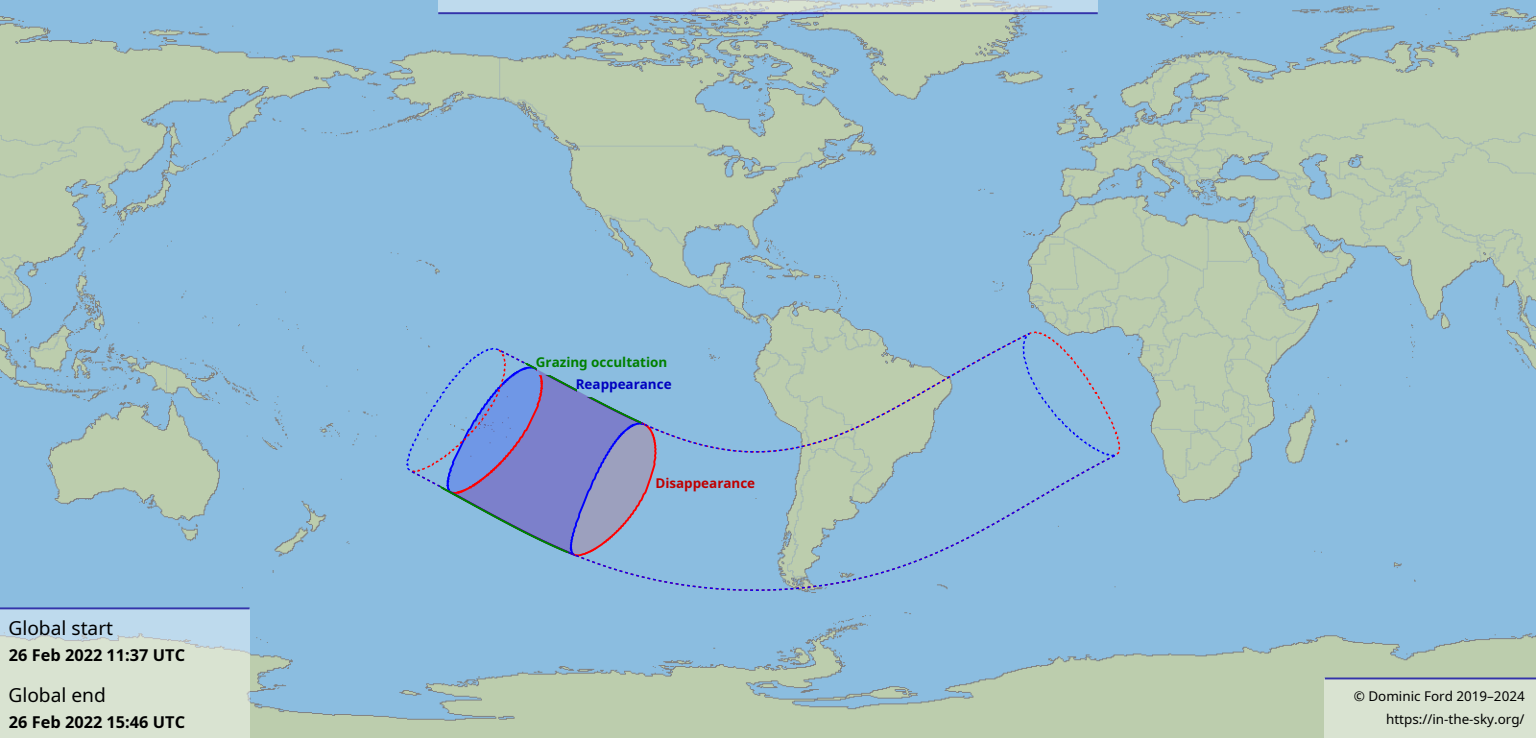 Grazing occultation
Reappearance
Disappearance
Global start
26 Feb 2022 11:37 UTC
Global end
26 Feb 2022 15:46 UTC
© Dominic Ford 2019–2024
https://in-the-sky.org/